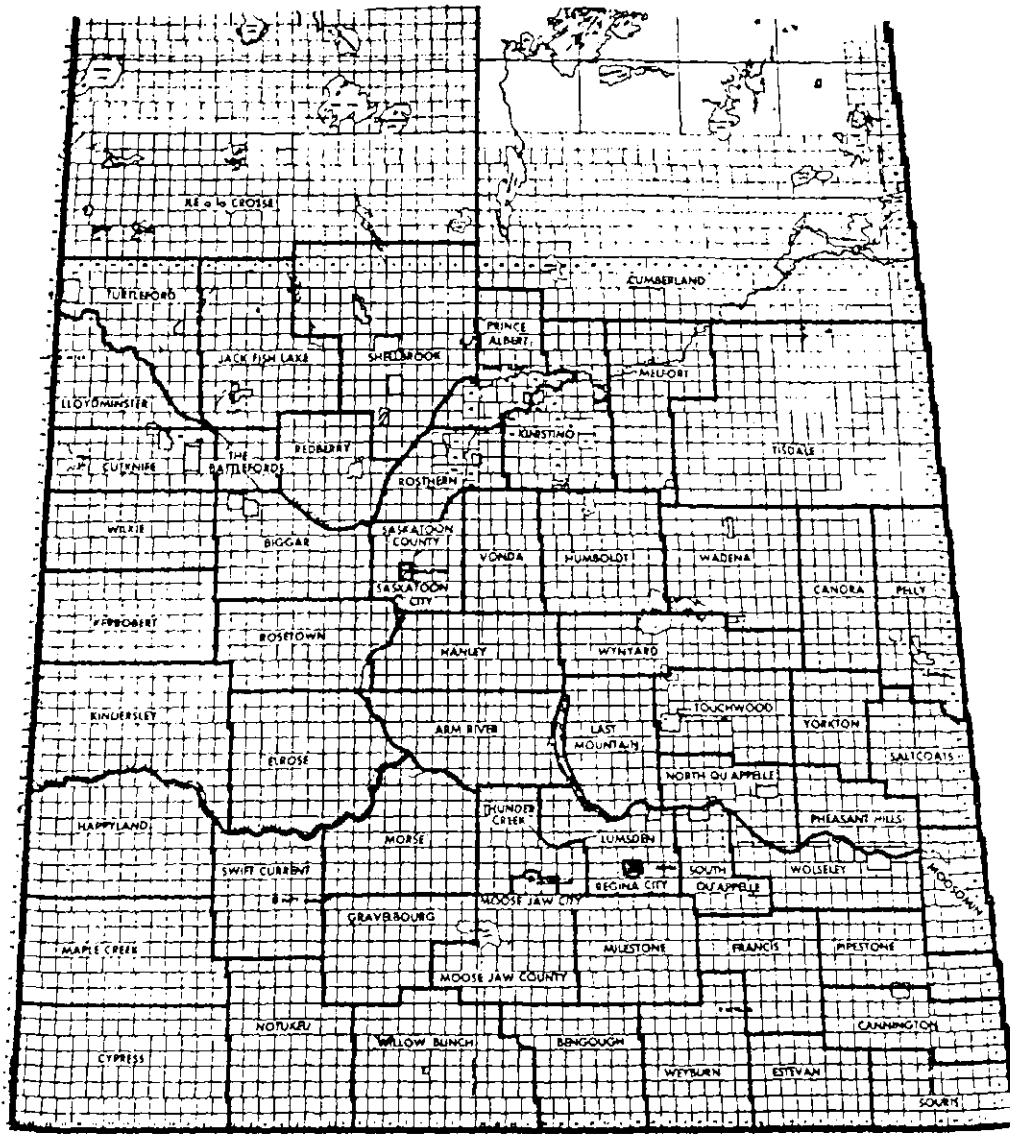 ILE a la CROSSE
CUMBERLAND
TURTLEFORD
PRINCE
ALBERT
JACK FISH LAKE
SHELLBROOK
MELFORT
LLOYDMINSTER
REDBERRY
KINISTINO
TISDALE
CUTKNIFE
THE
BATTLEFORDS
ROSTHERN
WILKIE
BIGGAR
SASKATOON
COUNTY
VONDA
HUMBOLDT
WADENA
SASKATOON
CITY
CANORA
PELLY
KERROBERT
ROSETOWN
HANLEY
WYNYARD
KINDERSLEY
TOUCHWOOD
YORKTON
ARM RIVER
LAST
MOUNTAIN
ELROSE
SALTCOATS
NORTH QU'APPELLE
HAPPYLAND
THUNDER
CREEK
PHEASANT HILLS
MORSE
LUMSDEN
SWIFT CURRENT
SOUTH
QU'APPELLE
WOLSELEY
REGINA CITY
MOOSOMIN
MOOSE JAW CITY
GRAVELBOURG
MAPLE CREEK
MILESTONE
FRANCIS
PIPESTONE
MOOSE JAW COUNTY
NOTUKEU
CANNINGTON
WILLOW BUNCH
BENGOUGH
CYPRESS
WEYBURN
ESTEVAN
SOURIS